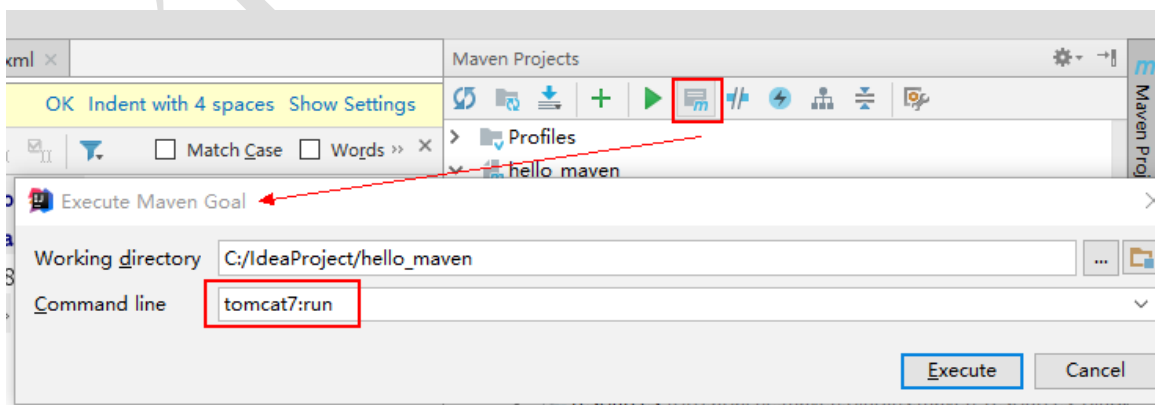 xml
Maven Projects
OK Indent with 4 spaces Show Settings
Match Case
Words
Profiles
hello_maven
Maven Proj
Execute Maven Goal
Working directory C:/IdeaProject/hello_maven ...
Command line tomcat7:run
Execute Cancel